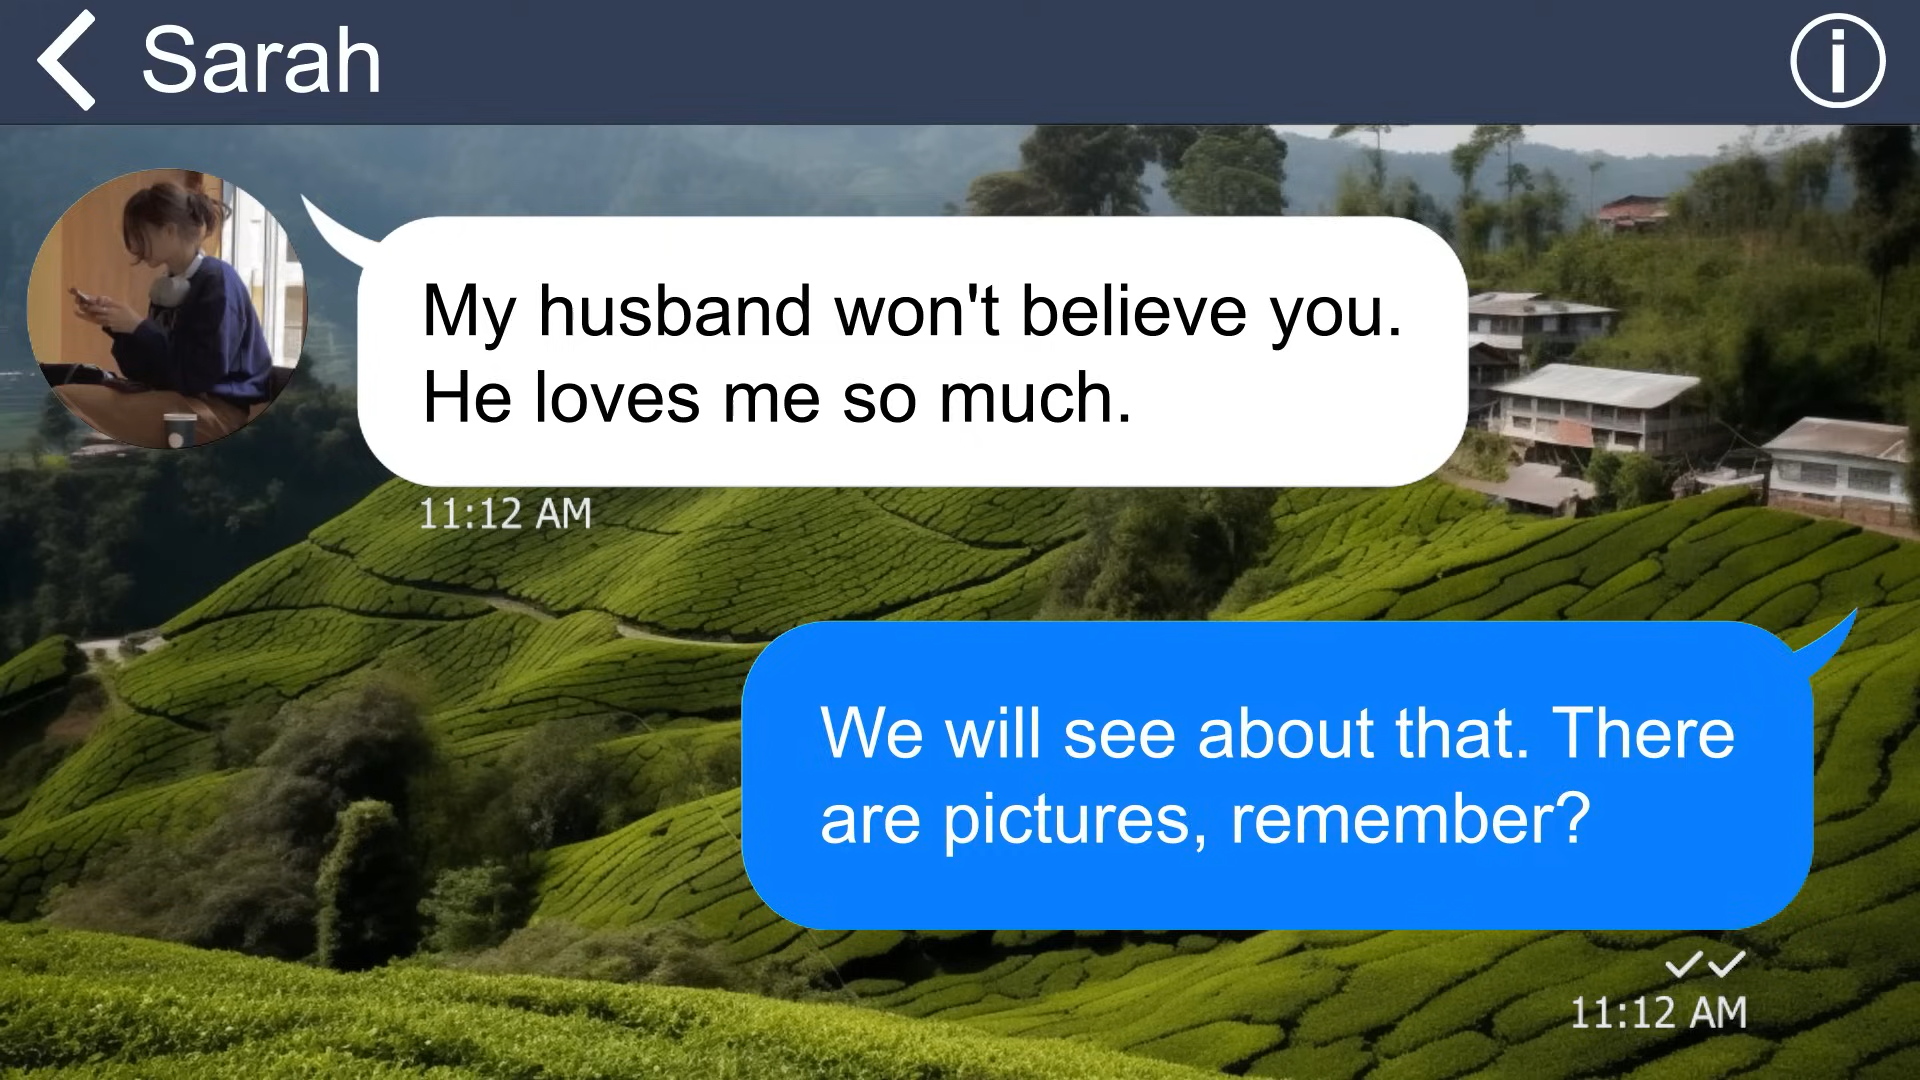 Sarah
My husband won't believe you.
He loves me so much.
11:12 AM
We will see about that. There
are pictures, remember?
11:12 AM